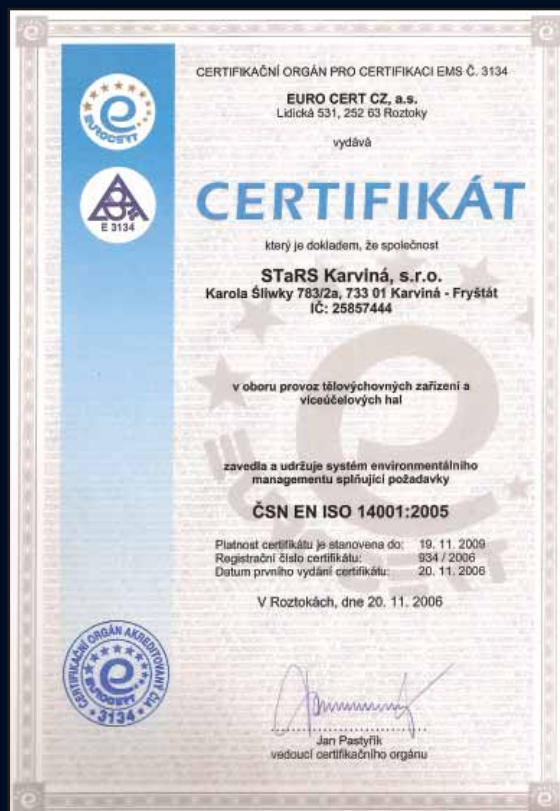 CERTIFIKAČNÍ ORGÁN PRO CERTIFIKACI EMS Č. 3134
EURO CERT CZ, a.s.
Lidická 531, 252 63 Roztoky
vydává
EUROCERT
E 3134
CERTIFIKÁT
který je dokladem, že společnost
STaRS Karviná, s.r.o.
Karola Śliwky 783/2a, 733 01 Karviná - Fryštát
IČ: 25857444
v oboru provoz tělovýchovných zařízení a
víceúčelových hal
zavedla a udržuje systém environmentálního
managementu splňující požadavky
ČSN EN ISO 14001:2005
Platnost certifikátu je stanovena do: 19. 11. 2009
Registrační číslo certifikátu: 934 / 2006
Datum prvního vydání certifikátu: 20. 11. 2006
V Roztokách, dne 20. 11. 2006
CERTIFIKAČNÍ ORGÁN AKREDITOVANÝ ČIA
EUROCERT
3134
Jan Pastyřík
vedoucí certifikačního orgánu